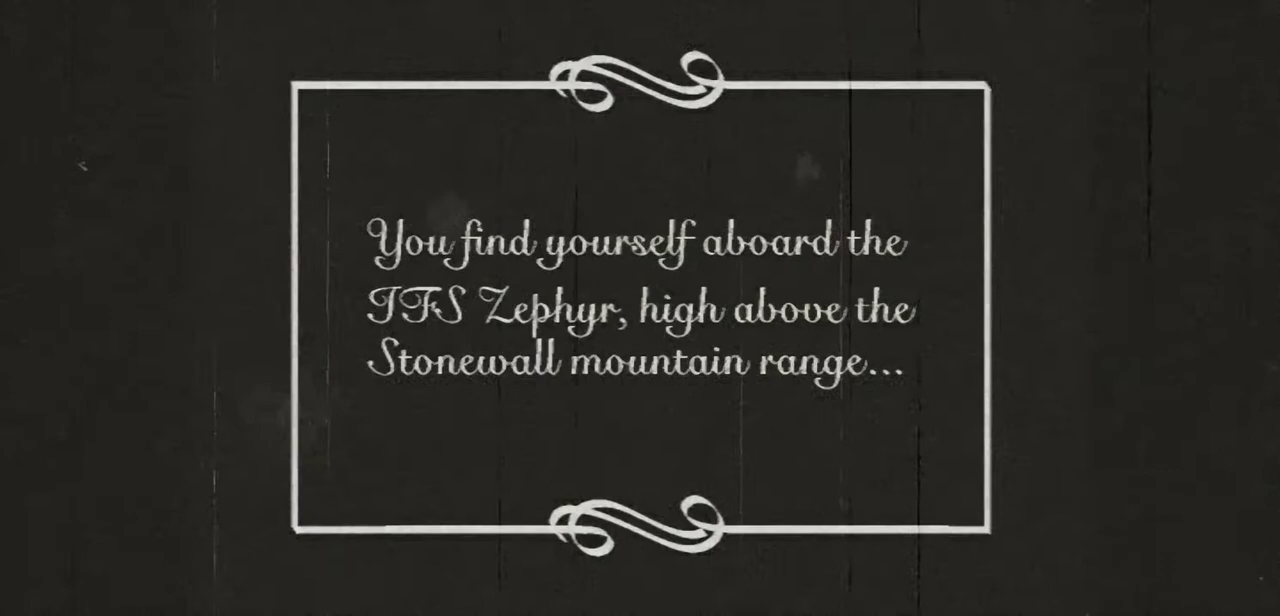 You find yourself aboard the
IFS Zephyr, high above the
Stonewall mountain range...